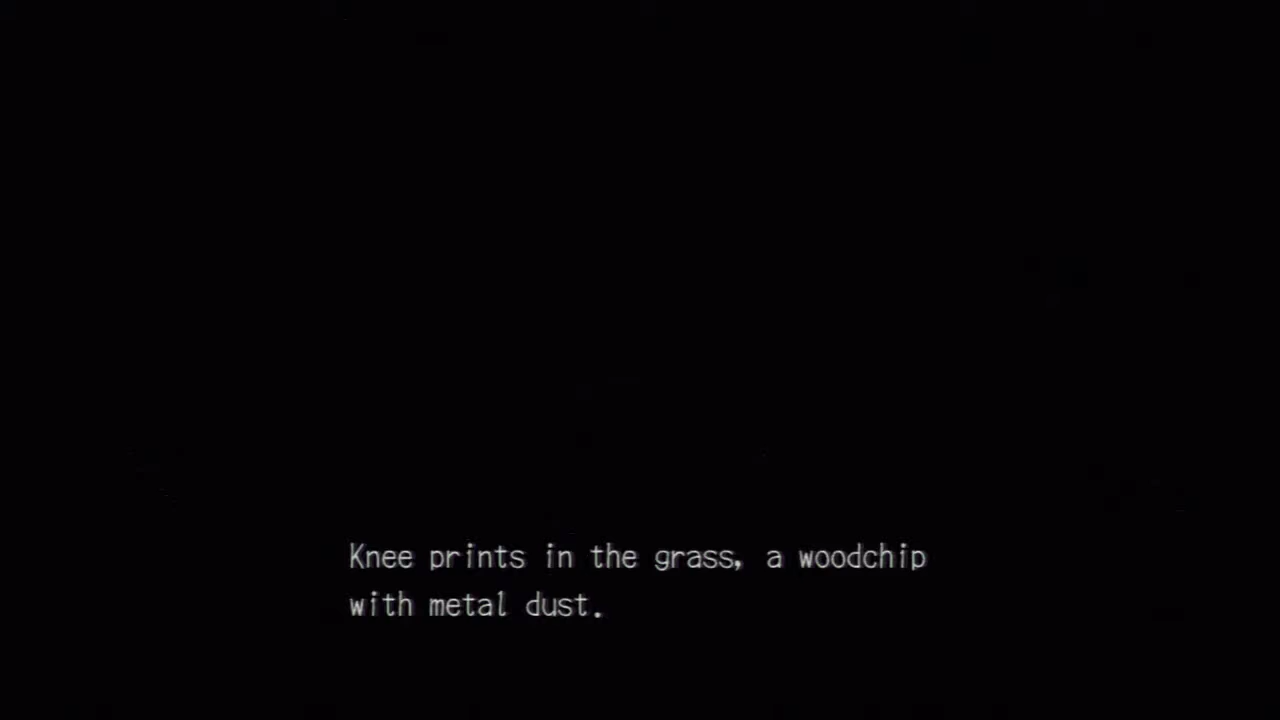 Knee prints in the grass, a woodchip
with metal dust.